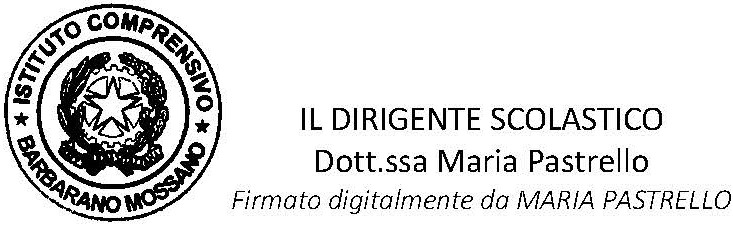 ISTITUTO COMPRENSIVO
★ BARBARANO MOSSANO ★
IL DIRIGENTE SCOLASTICO
Dott.ssa Maria Pastrello
Firmato digitalmente da MARIA PASTRELLO